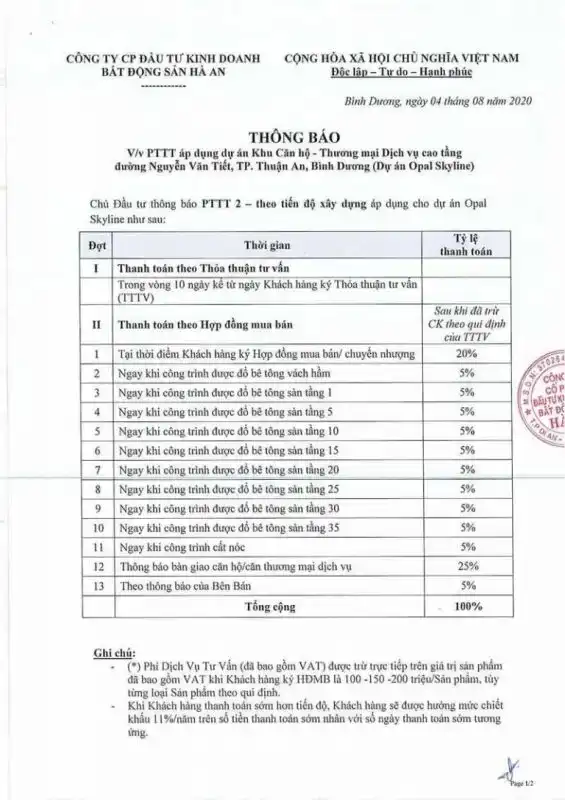 CÔNG TY CP ĐẦU TƯ KINH DOANH
BẤT ĐỘNG SẢN HÀ AN
------------
CỘNG HÒA XÃ HỘI CHỦ NGHĨA VIỆT NAM
Độc lập – Tự do – Hạnh phúc
Bình Dương, ngày 04 tháng 08 năm 2020
THÔNG BÁO
V/v PTTT áp dụng dự án Khu Căn hộ - Thương mại Dịch vụ cao tầng
đường Nguyễn Văn Tiết, TP. Thuận An, Bình Dương (Dự án Opal Skyline)
Chủ Đầu tư thông báo PTTT 2 – theo tiến độ xây dựng áp dụng cho dự án Opal
Skyline như sau:
Đợt Thời gian Tỷ lệ
thanh toán
I Thanh toán theo Thỏa thuận tư vấn
Trong vòng 10 ngày kể từ ngày Khách hàng ký Thỏa thuận tư vấn
(TTTV)
II Thanh toán theo Hợp đồng mua bán Sau khi đã trừ
CK theo qui định
của TTTV
1 Tại thời điểm Khách hàng ký Hợp đồng mua bán/ chuyển nhượng 20%
2 Ngay khi công trình được đổ bê tông vách hầm 5%
3 Ngay khi công trình được đổ bê tông sàn tầng 1 5%
4 Ngay khi công trình được đổ bê tông sàn tầng 5 5%
5 Ngay khi công trình được đổ bê tông sàn tầng 10 5%
6 Ngay khi công trình được đổ bê tông sàn tầng 15 5%
7 Ngay khi công trình được đổ bê tông sàn tầng 20 5%
8 Ngay khi công trình được đổ bê tông sàn tầng 25 5%
9 Ngay khi công trình được đổ bê tông sàn tầng 30 5%
10 Ngay khi công trình được đổ bê tông sàn tầng 35 5%
11 Ngay khi công trình cất nóc 5%
12 Thông báo bàn giao căn hộ/căn thương mại dịch vụ 25%
13 Theo thông báo của Bên Bán 5%
Tổng cộng 100%
Ghi chú:
- (*) Phí Dịch Vụ Tư Vấn (đã bao gồm VAT) được trừ trực tiếp trên giá trị sản phẩm
đã bao gồm VAT khi Khách hàng ký HĐMB là 100 -150 -200 triệu/Sản phẩm, tùy
từng loại Sản phẩm theo qui định.
- Khi Khách hàng thanh toán sớm hơn tiến độ, Khách hàng sẽ được hưởng mức chiết
khấu 11%/năm trên số tiền thanh toán sớm nhân với số ngày thanh toán sớm tương
ứng.
Page 1/2